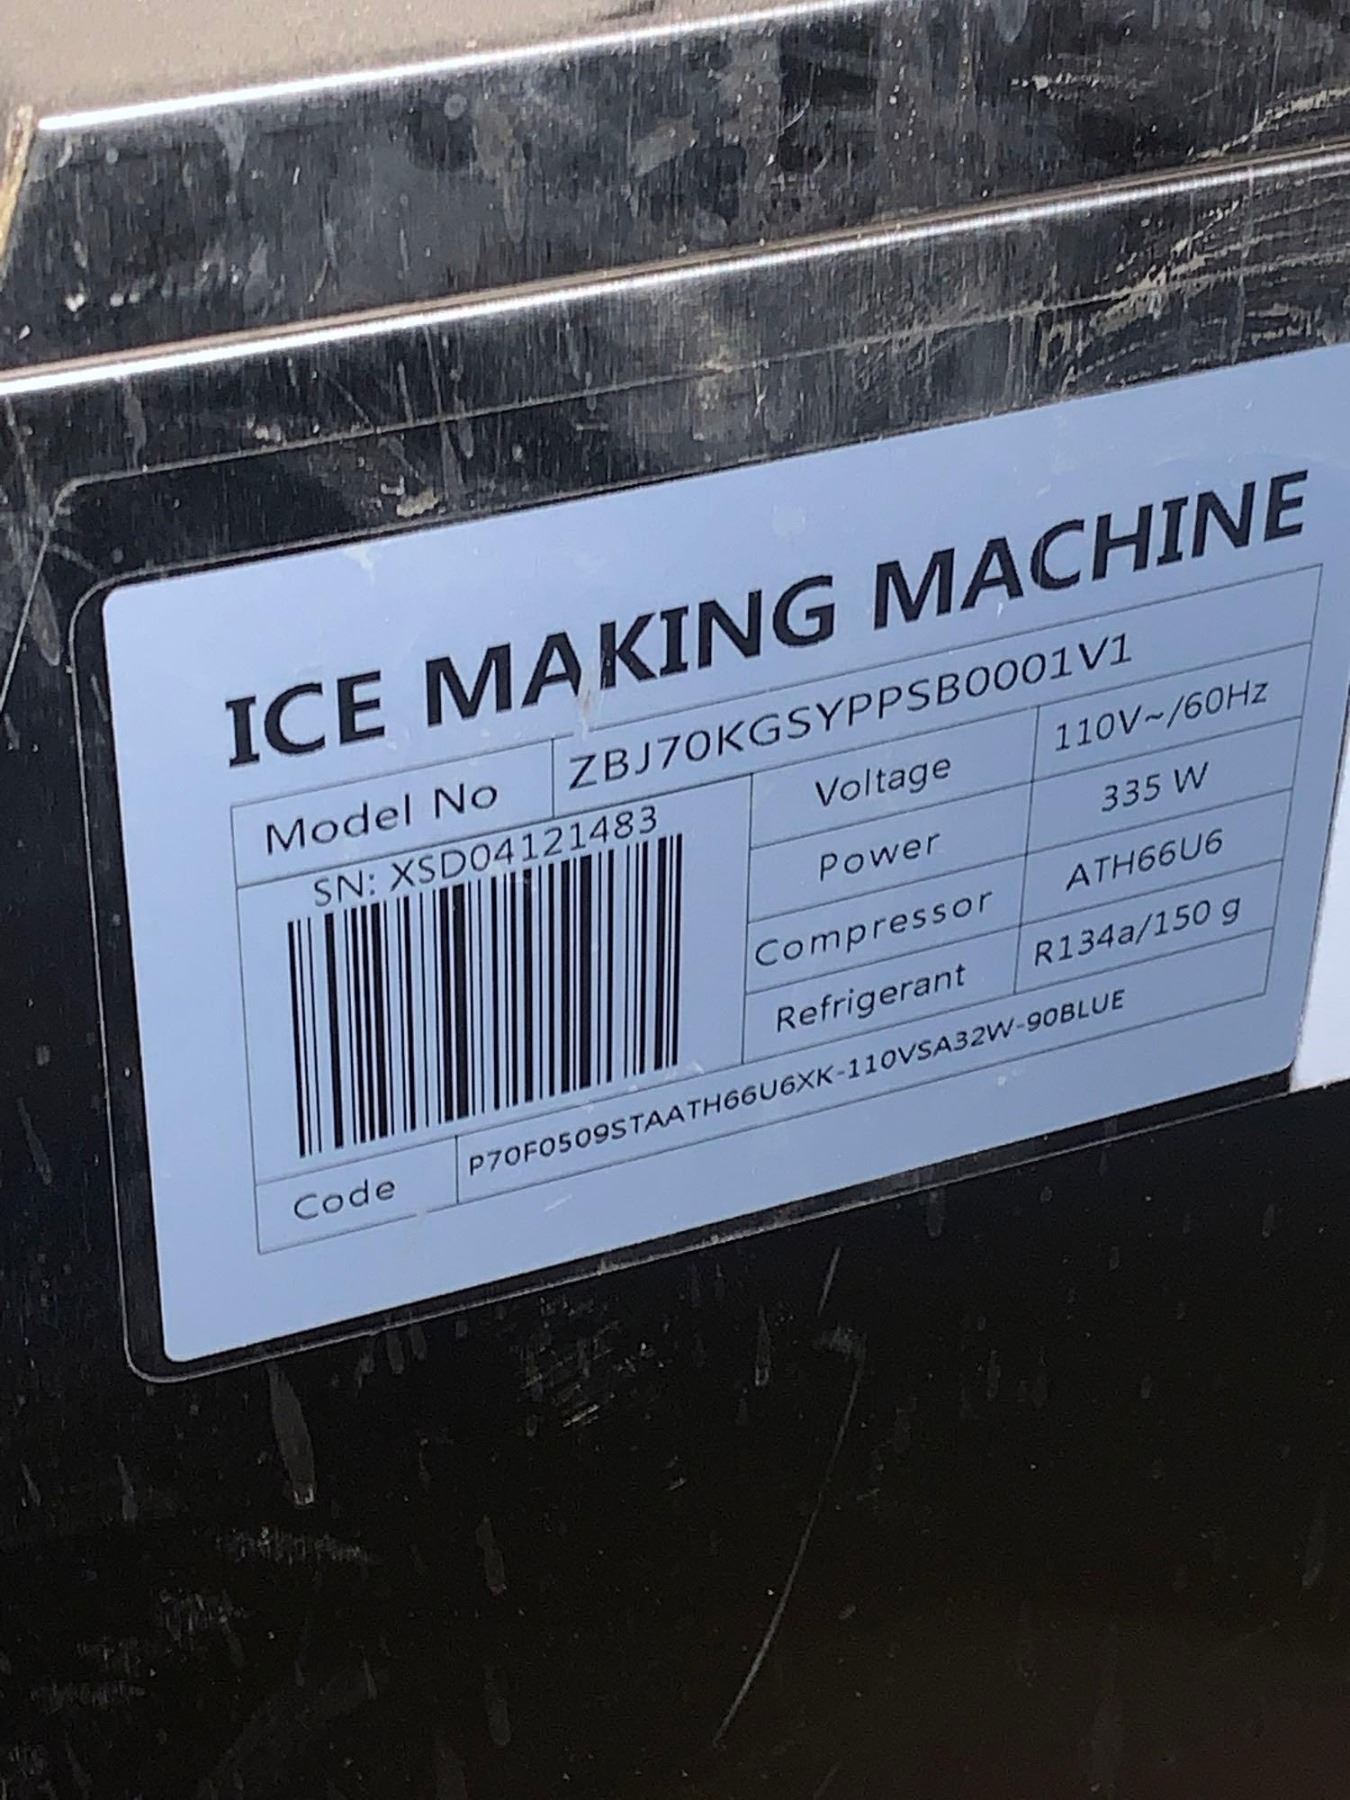 ICE MAKING MACHINE
Model No ZBJ70KGSYPPSB0001V1
SN: XSD04121483
Voltage 110V~/60Hz
Power 335 W
Compressor ATH66U6
Refrigerant R134a/150 g
Code P70F0509STAATH66U6XK-110VSA32W-90BLUE